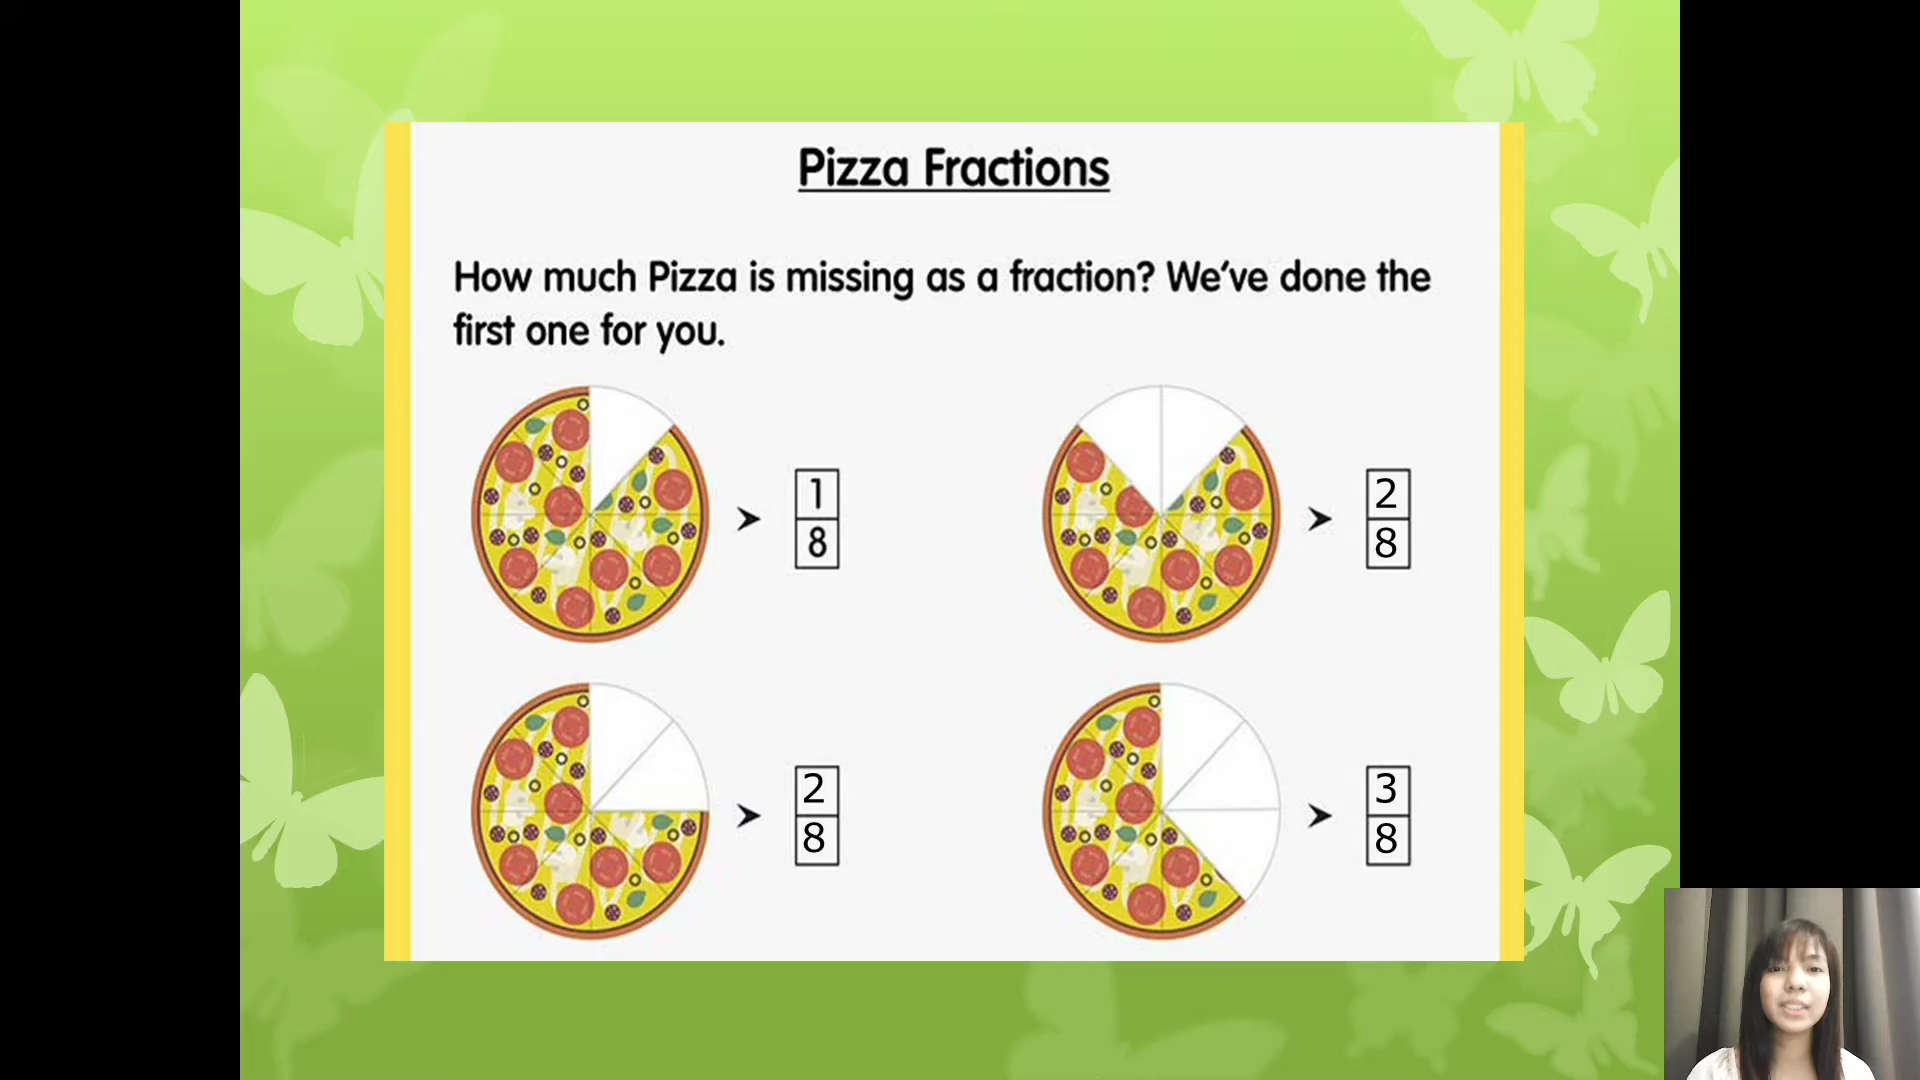 Pizza Fractions
How much Pizza is missing as a fraction? We've done the
first one for you.
1
8
2
8
2
8
3
8